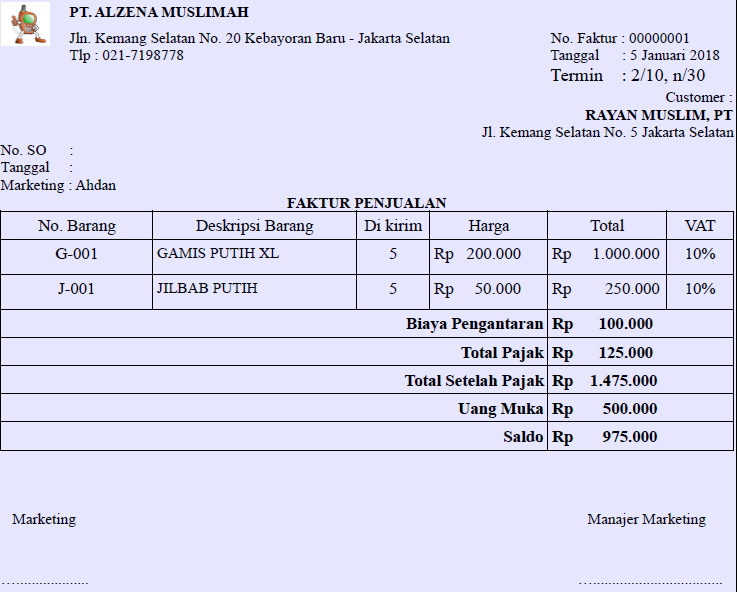 PT. ALZENA MUSLIMAH
Jln. Kemang Selatan No. 20 Kebayoran Baru - Jakarta Selatan
Tlp : 021-7198778
No. Faktur : 00000001
Tanggal : 5 Januari 2018
Termin : 2/10, n/30
Customer :
RAYAN MUSLIM, PT
Jl. Kemang Selatan No. 5 Jakarta Selatan
No. SO :
Tanggal :
Marketing : Ahdan
FAKTUR PENJUALAN
No. Barang Deskripsi Barang Di kirim Harga Total VAT
G-001 GAMIS PUTIH XL 5 Rp 200.000 Rp 1.000.000 10%
J-001 JILBAB PUTIH 5 Rp 50.000 Rp 250.000 10%
Biaya Pengantaran Rp 100.000
Total Pajak Rp 125.000
Total Setelah Pajak Rp 1.475.000
Uang Muka Rp 500.000
Saldo Rp 975.000
Marketing Manajer Marketing